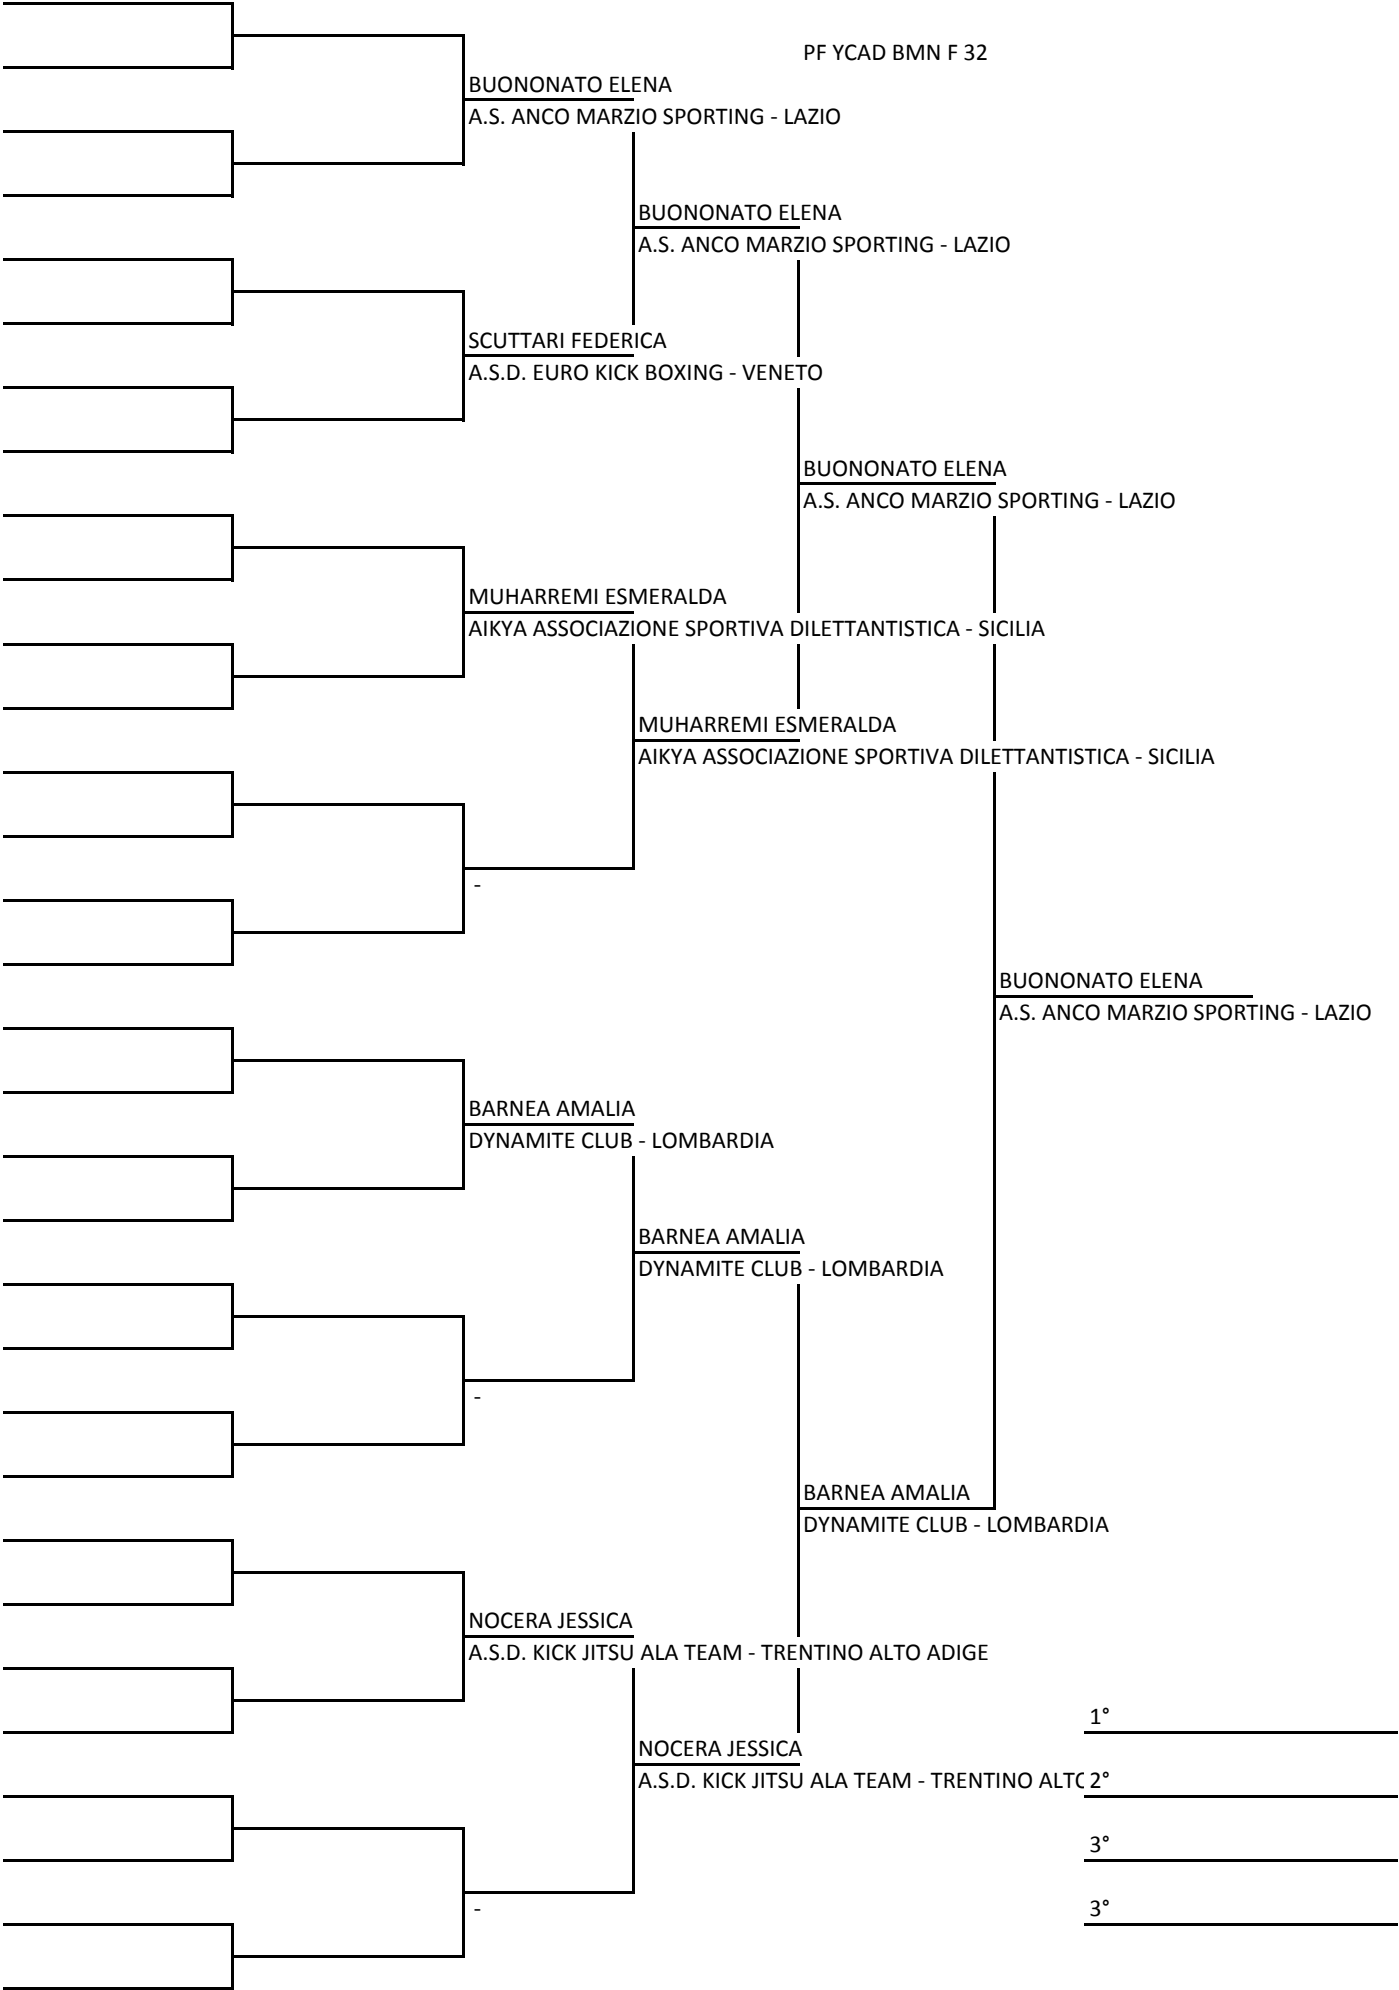 PF YCAD BMN F 32
BUONONATO ELENA
A.S. ANCO MARZIO SPORTING - LAZIO
BUONONATO ELENA
A.S. ANCO MARZIO SPORTING - LAZIO
SCUTTARI FEDERICA
A.S.D. EURO KICK BOXING - VENETO
BUONONATO ELENA
A.S. ANCO MARZIO SPORTING - LAZIO
MUHARREMI ESMERALDA
AIKYA ASSOCIAZIONE SPORTIVA DILETTANTISTICA - SICILIA
MUHARREMI ESMERALDA
AIKYA ASSOCIAZIONE SPORTIVA DILETTANTISTICA - SICILIA
-
BUONONATO ELENA
A.S. ANCO MARZIO SPORTING - LAZIO
BARNEA AMALIA
DYNAMITE CLUB - LOMBARDIA
BARNEA AMALIA
DYNAMITE CLUB - LOMBARDIA
-
BARNEA AMALIA
DYNAMITE CLUB - LOMBARDIA
NOCERA JESSICA
A.S.D. KICK JITSU ALA TEAM - TRENTINO ALTO ADIGE
1°
NOCERA JESSICA
A.S.D. KICK JITSU ALA TEAM - TRENTINO ALTO
2°
3°
-
3°